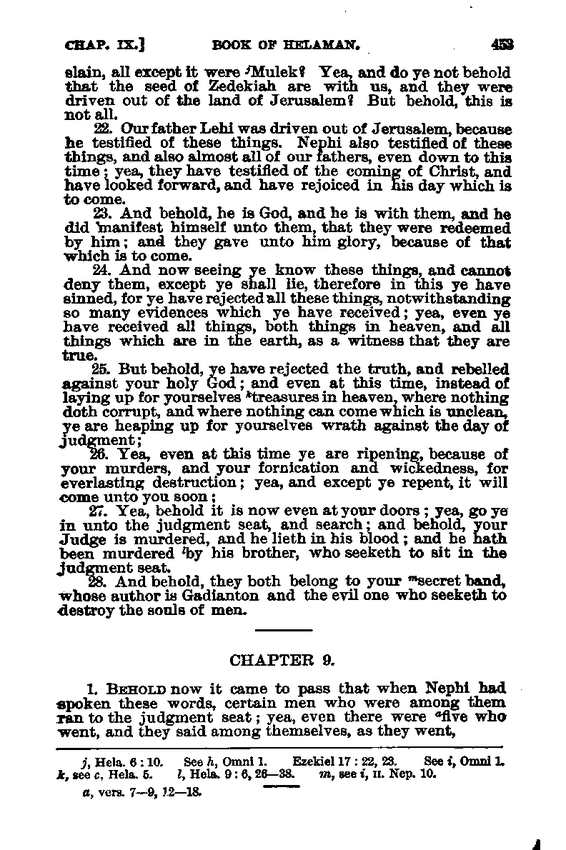 CHAP. IX.] BOOK OF HELAMAN. 453
slain, all except it were jMulek? Yea, and do ye not behold
that the seed of Zedekiah are with us, and they were
driven out of the land of Jerusalem? But behold, this is
not all.
22. Our father Lehi was driven out of Jerusalem, because
he testified of these things. Nephi also testified of these
things, and also almost all of our fathers, even down to this
time; yea, they have testified of the coming of Christ, and
have looked forward, and have rejoiced in his day which is
to come.
23. And behold, he is God, and he is with them, and he
did manifest himself unto them, that they were redeemed
by him; and they gave unto him glory, because of that
which is to come.
24. And now seeing ye know these things, and cannot
deny them, except ye shall lie, therefore in this ye have
sinned, for ye have rejected all these things, notwithstanding
so many evidences which ye have received; yea, even ye
have received all things, both things in heaven, and all
things which are in the earth, as a witness that they are
true.
25. But behold, ye have rejected the truth, and rebelled
against your holy God; and even at this time, instead of
laying up for yourselves ktreasures in heaven, where nothing
doth corrupt, and where nothing can come which is unclean,
ye are heaping up for yourselves wrath against the day of
judgment;
26. Yea, even at this time ye are ripening, because of
your murders, and your fornication and wickedness, for
everlasting destruction; yea, and except ye repent, it will
come unto you soon;
27. Yea, behold it is now even at your doors; yea, go ye
in unto the judgment seat, and search; and behold, your
Judge is murdered, and he lieth in his blood; and he hath
been murdered lby his brother, who seeketh to sit in the
judgment seat.
28. And behold, they both belong to your msecret band,
whose author is Gadianton and the evil one who seeketh to
destroy the souls of men.
CHAPTER 9.
1. BEHOLD now it came to pass that when Nephi had
spoken these words, certain men who were among them
ran to the judgment seat; yea, even there were afive who
went, and they said among themselves, as they went,
j, Hela. 6 : 10. See h, Omni 1. Ezekiel 17 : 22, 23. See i, Omni 1.
k, see c, Hela. 5. l, Hela. 9 : 6, 26—38. m, see i, II. Nep. 10.
a, vers. 7—9, 12—18.